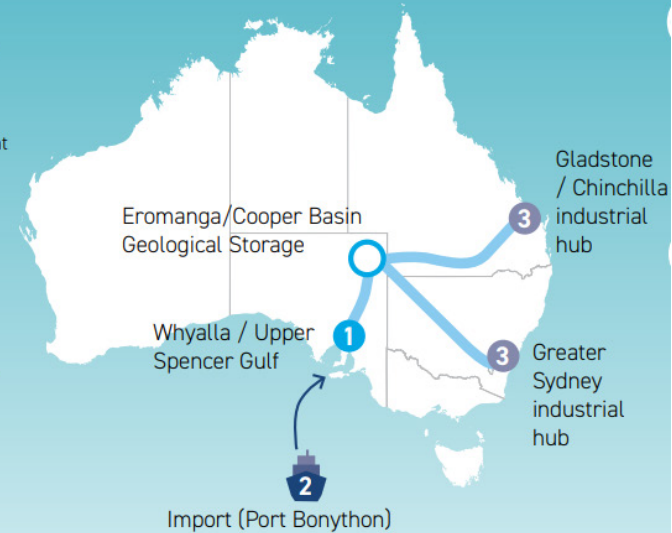 at
Gladstone
/ Chinchilla
industrial
hub
3
Eromanga/Cooper Basin
Geological Storage
Whyalla / Upper
Spencer Gulf
1
3
Greater
Sydney
industrial
hub
2
Import (Port Bonython)